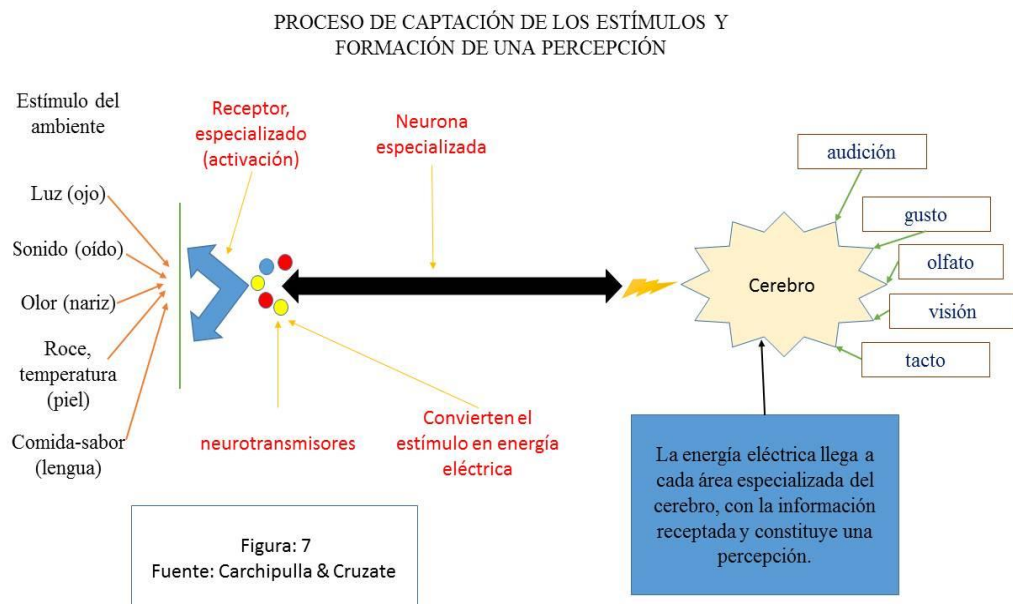 PROCESO DE CAPTACIÓN DE LOS ESTÍMULOS Y
FORMACIÓN DE UNA PERCEPCIÓN
Estímulo del
ambiente
Luz (ojo)
Sonido (oído)
Olor (nariz)
Roce,
temperatura
(piel)
Comida-sabor
(lengua)
Receptor,
especializado
(activación)
Neurona
especializada
neurotransmisores
Convierten el
estímulo en energía
eléctrica
Cerebro
audición
gusto
olfato
visión
tacto
La energía eléctrica llega a
cada área especializada del
cerebro, con la información
receptada y constituye una
percepción.
Figura: 7
Fuente: Carchipulla & Cruzate